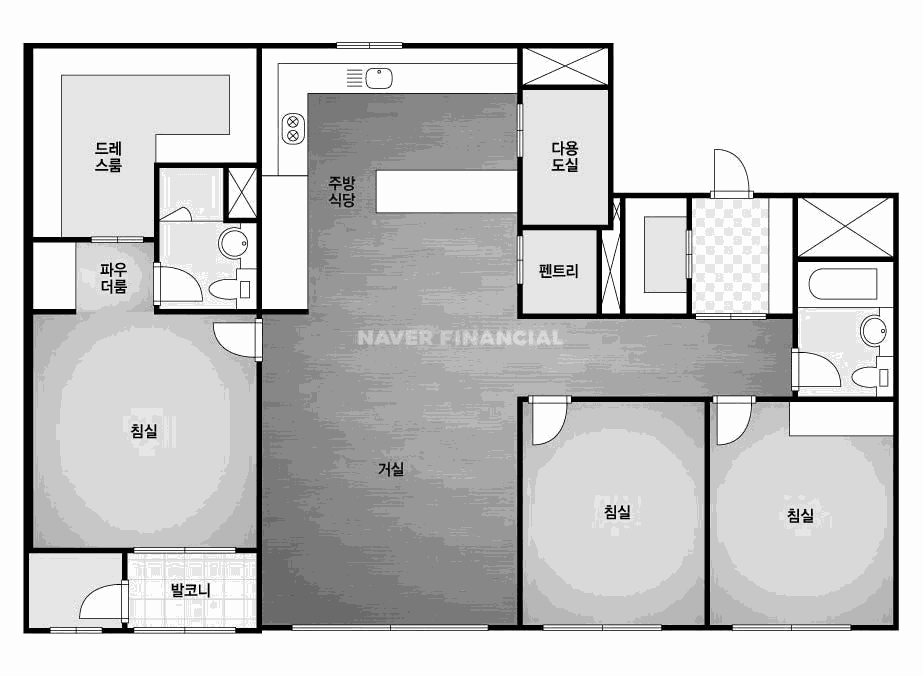 드레
스룸
다용
도실
주방
식당
파우
더룸
펜트리
NAVER FINANCIAL
침실
거실
침실
침실
발코니